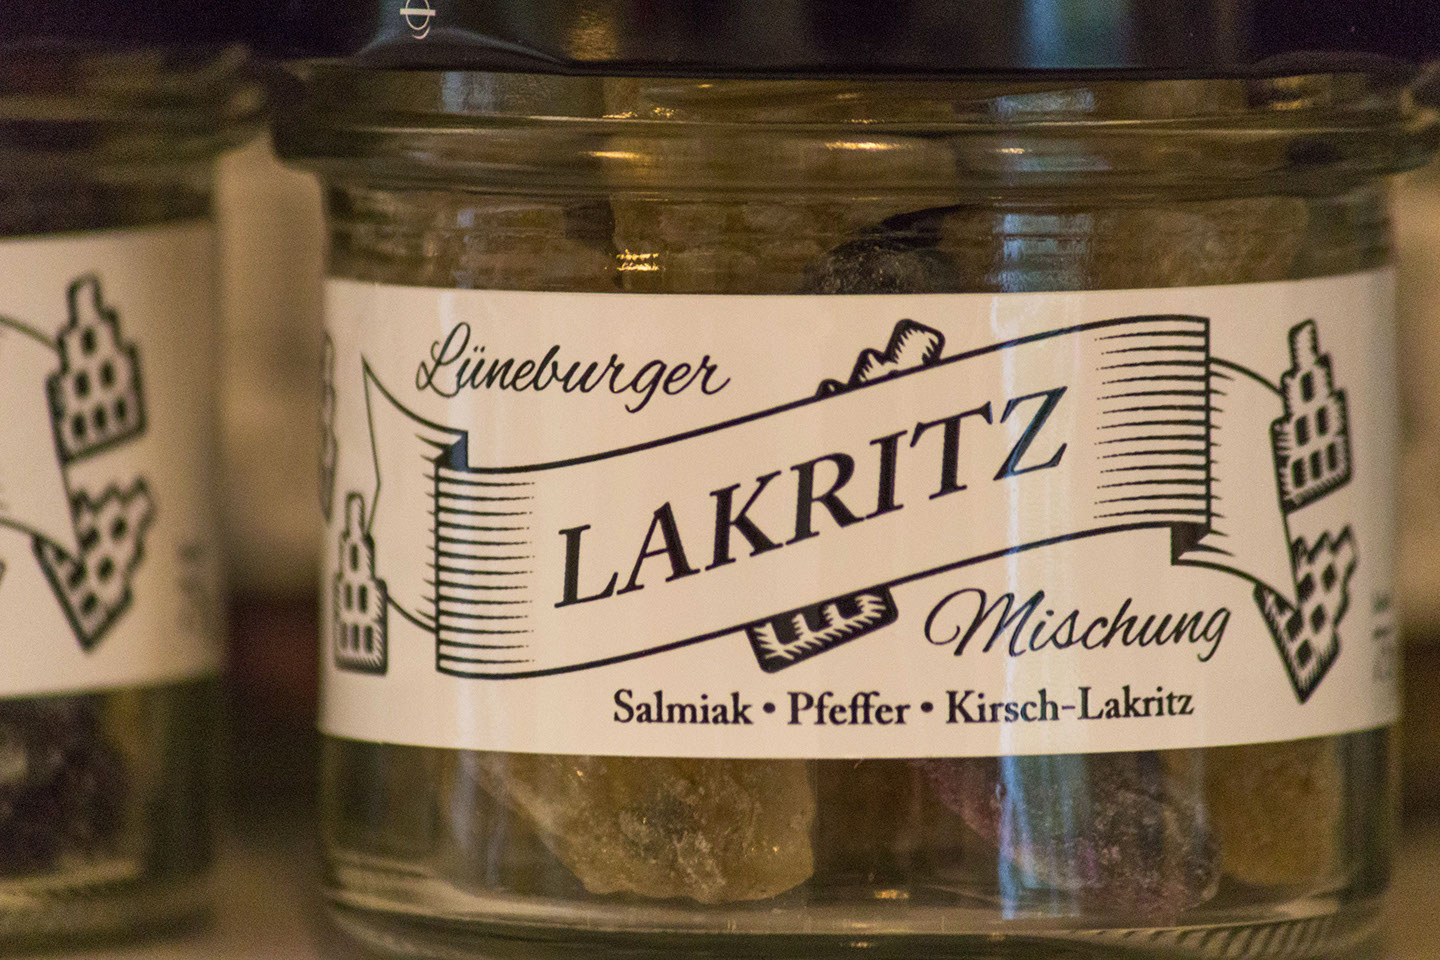 Lüneburger
LAKRITZ
Mischung
Salmiak • Pfeffer • Kirsch-Lakritz